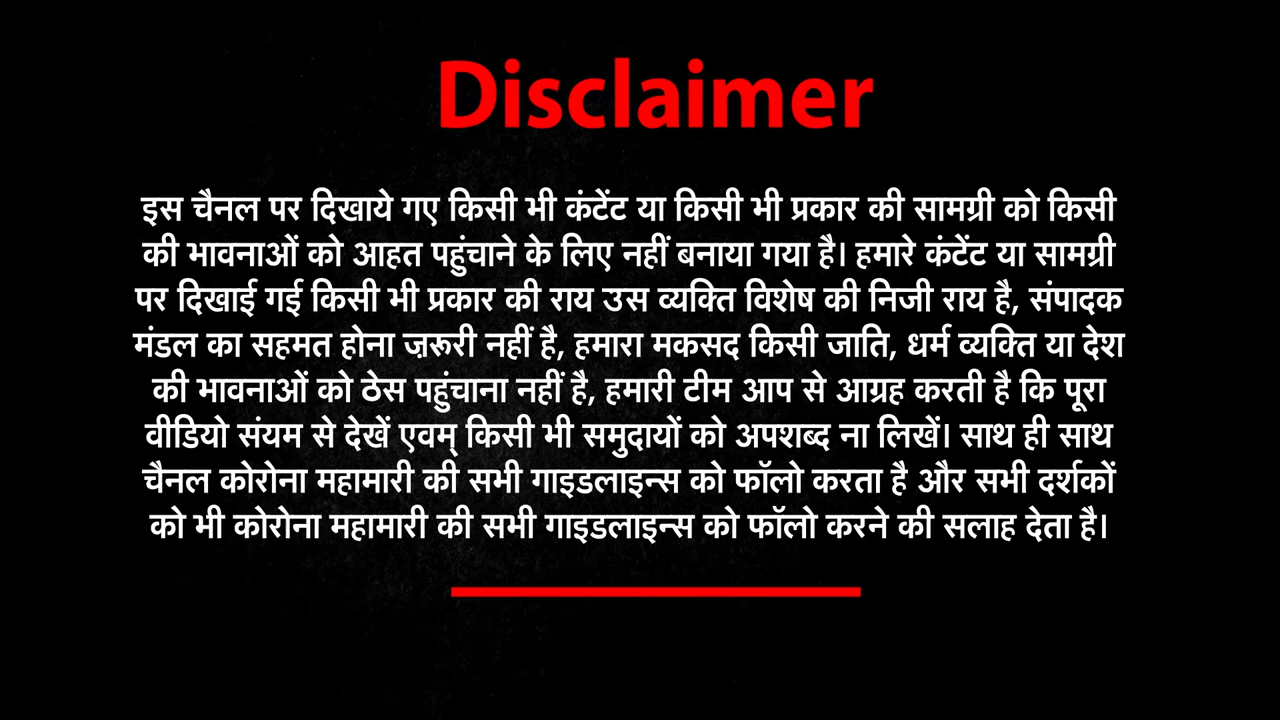 Disclaimer
इस चैनल पर दिखाये गए किसी भी कंटेंट या किसी भी प्रकार की सामग्री को किसी
की भावनाओं को आहत पहुंचाने के लिए नहीं बनाया गया है। हमारे कंटेंट या सामग्री
पर दिखाई गई किसी भी प्रकार की राय उस व्यक्ति विशेष की निजी राय है, संपादक
मंडल का सहमत होना ज़रूरी नहीं है, हमारा मकसद किसी जाति, धर्म व्यक्ति या देश
की भावनाओं को ठेस पहुंचाना नहीं है, हमारी टीम आप से आग्रह करती है कि पूरा
वीडियो संयम से देखें एवम् किसी भी समुदायों को अपशब्द ना लिखें। साथ ही साथ
चैनल कोरोना महामारी की सभी गाइडलाइन्स को फॉलो करता है और सभी दर्शकों
को भी कोरोना महामारी की सभी गाइडलाइन्स को फॉलो करने की सलाह देता है।